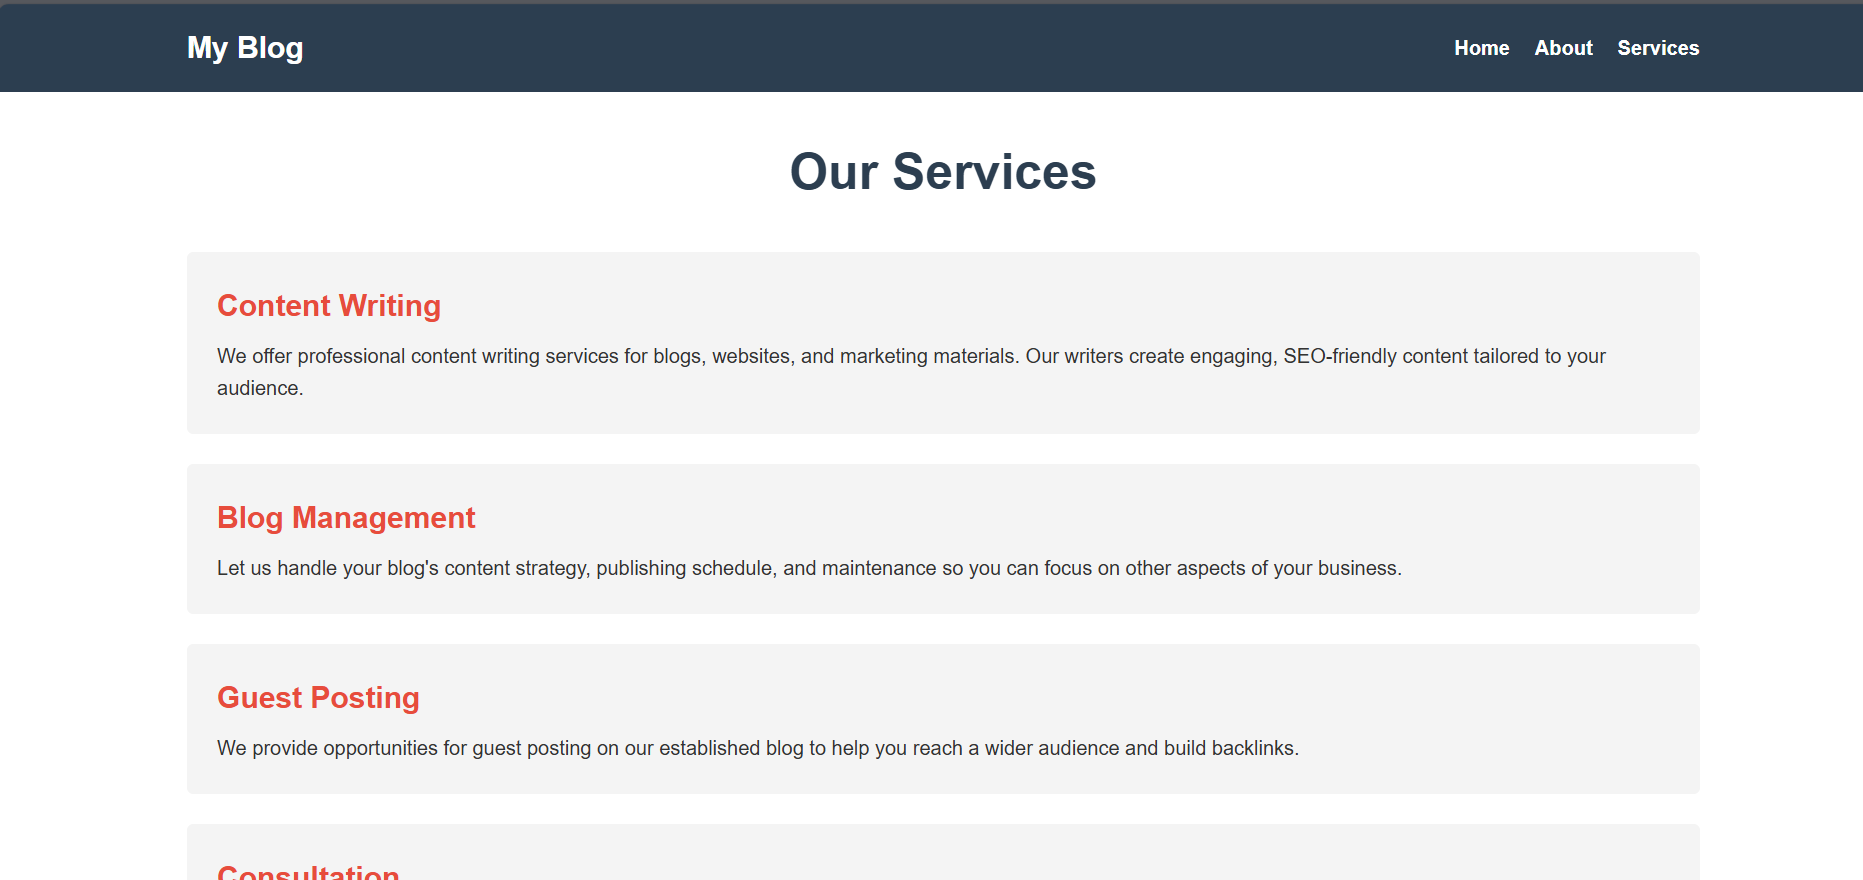 My Blog
Home About Services
Our Services
Content Writing
We offer professional content writing services for blogs, websites, and marketing materials. Our writers create engaging, SEO-friendly content tailored to your
audience.
Blog Management
Let us handle your blog's content strategy, publishing schedule, and maintenance so you can focus on other aspects of your business.
Guest Posting
We provide opportunities for guest posting on our established blog to help you reach a wider audience and build backlinks.
Consultation